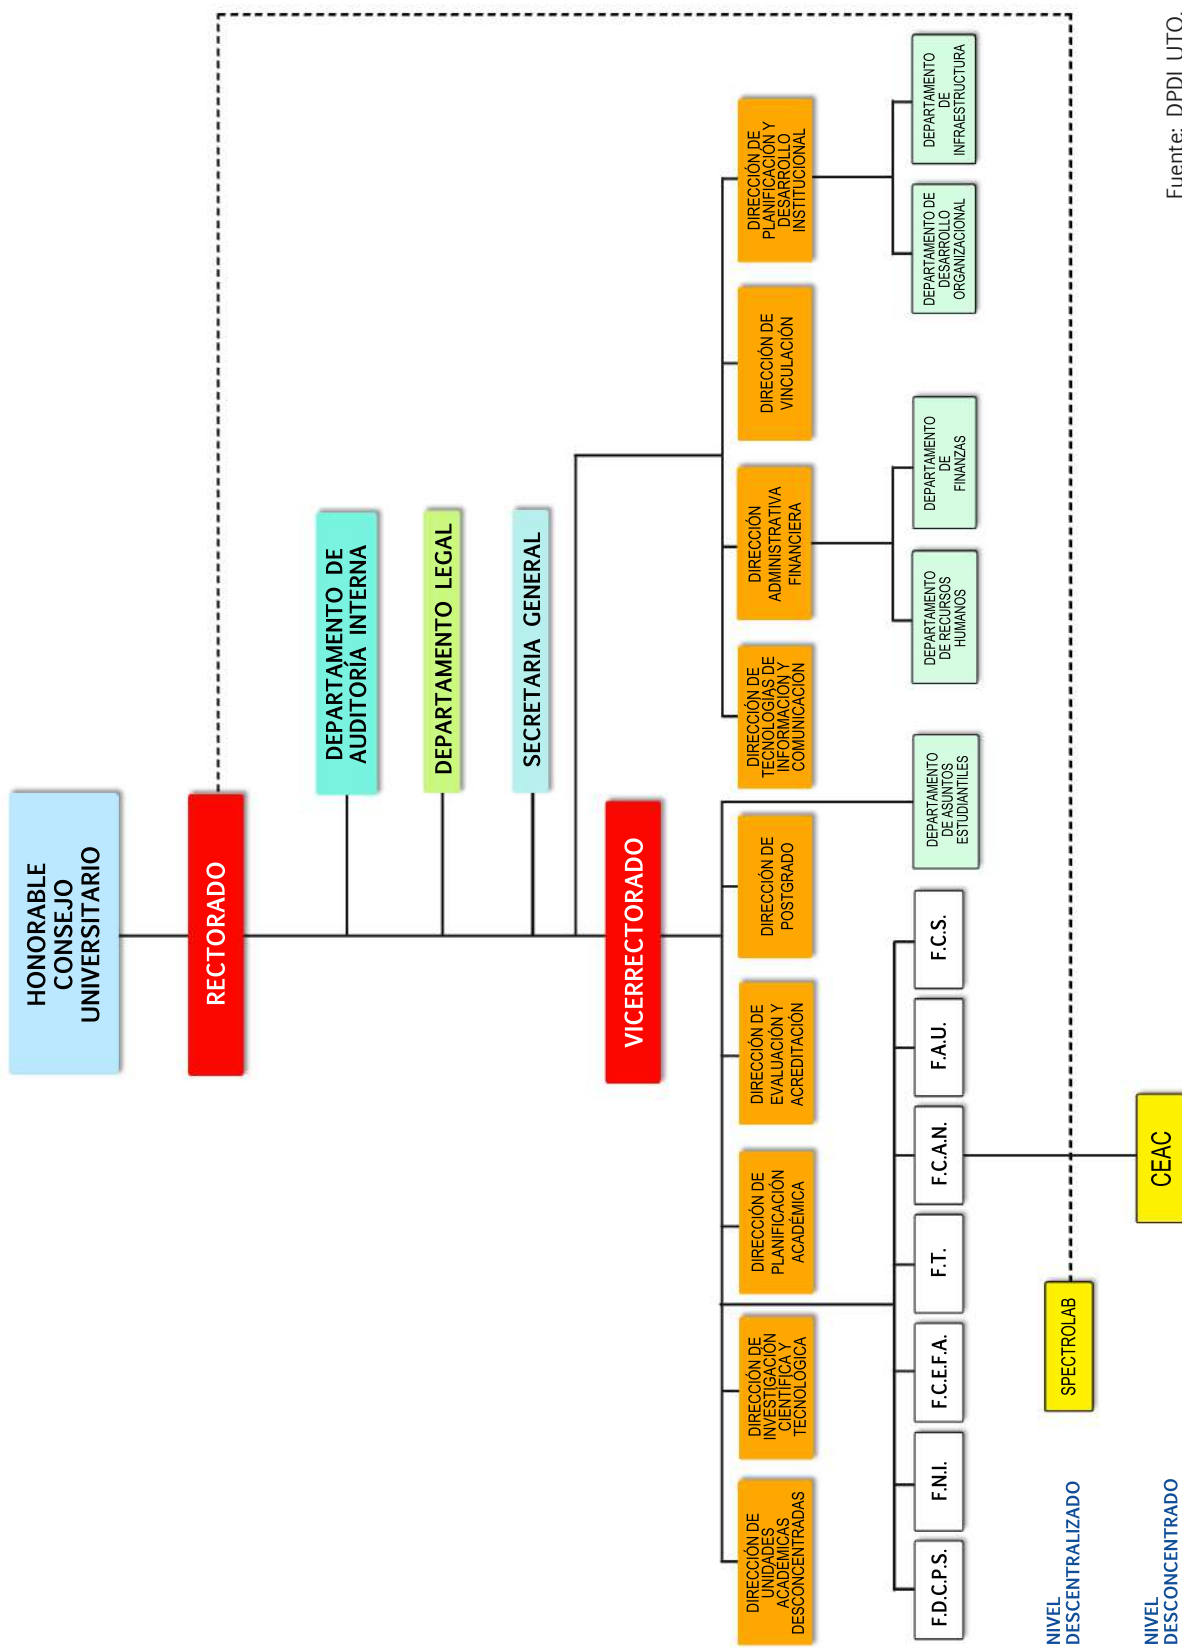 HONORABLE
CONSEJO
UNIVERSITARIO
RECTORADO
DEPARTAMENTO DE
AUDITORÍA INTERNA
DEPARTAMENTO LEGAL
SECRETARIA GENERAL
VICERRECTORADO
DIRECCIÓN DE
UNIDADES
ACADÉMICAS
DESCONCENTRADAS
DIRECCIÓN DE
INVESTIGACIÓN
CIENTÍFICA Y
TECNOLOGICA
DIRECCIÓN DE
PLANIFICACIÓN
ACADÉMICA
DIRECCIÓN DE
EVALUACIÓN Y
ACREDITACIÓN
DIRECCIÓN DE
POSTGRADO
DIRECCIÓN DE
TECNOLOGÍAS DE
INFORMACIÓN Y
COMUNICACIÓN
DIRECCIÓN
ADMINISTRATIVA
FINANCIERA
DIRECCIÓN DE
VINCULACIÓN
DIRECCIÓN DE
PLANIFICACIÓN Y
DESARROLLO
INSTITUCIONAL
F.D.C.P.S.
F.N.I.
F.C.E.F.A.
F.T.
F.C.A.N.
F.A.U.
F.C.S.
DEPARTAMENTO
DE ASUNTOS
ESTUDIANTILES
DEPARTAMENTO
DE RECURSOS
HUMANOS
DEPARTAMENTO
DE
FINANZAS
DEPARTAMENTO DE
DESARROLLO
ORGANIZACIONAL
DEPARTAMENTO
DE
INFRAESTRUCTURA
NIVEL
DESCENTRALIZADO
SPECTROLAB
NIVEL
DESCONCENTRADO
CEAC
Fuente: DPDI UTO.